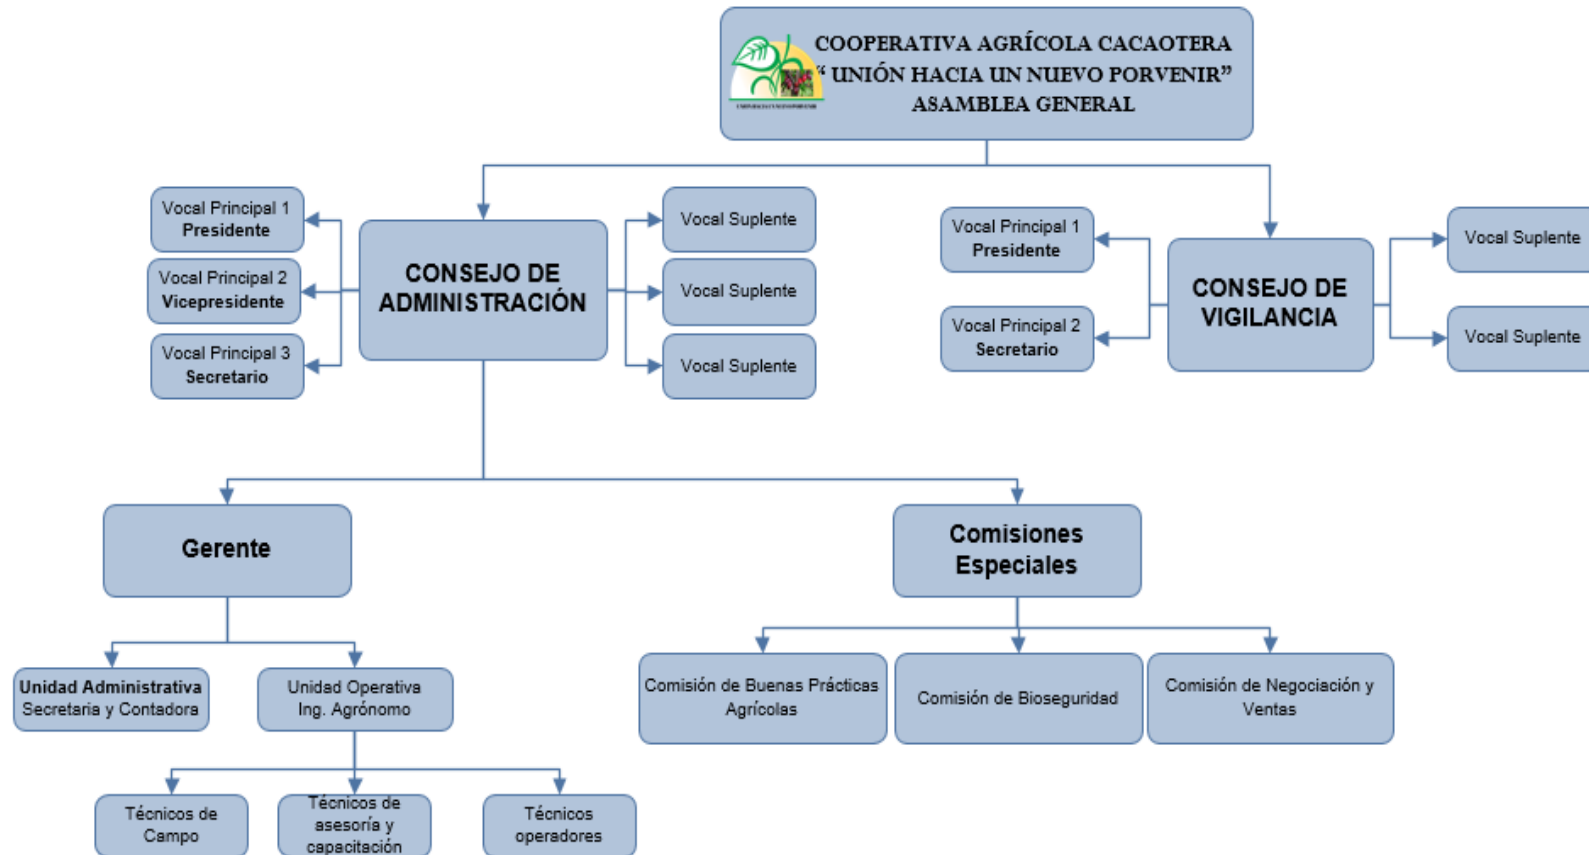 COOPERATIVA AGRÍCOLA CACAOTERA
“ UNIÓN HACIA UN NUEVO PORVENIR”
ASAMBLEA GENERAL
Vocal Principal 1
Presidente
Vocal Principal 2
Vicepresidente
Vocal Principal 3
Secretario
CONSEJO DE
ADMINISTRACIÓN
Vocal Suplente
Vocal Suplente
Vocal Suplente
Vocal Principal 1
Presidente
Vocal Principal 2
Secretario
CONSEJO DE
VIGILANCIA
Vocal Suplente
Vocal Suplente
Gerente
Comisiones
Especiales
Unidad Administrativa
Secretaria y Contadora
Unidad Operativa
Ing. Agrónomo
Comisión de Buenas Prácticas
Agrícolas
Comisión de Bioseguridad
Comisión de Negociación y
Ventas
Técnicos de
Campo
Técnicos de
asesoría y
capacitación
Técnicos
operadores